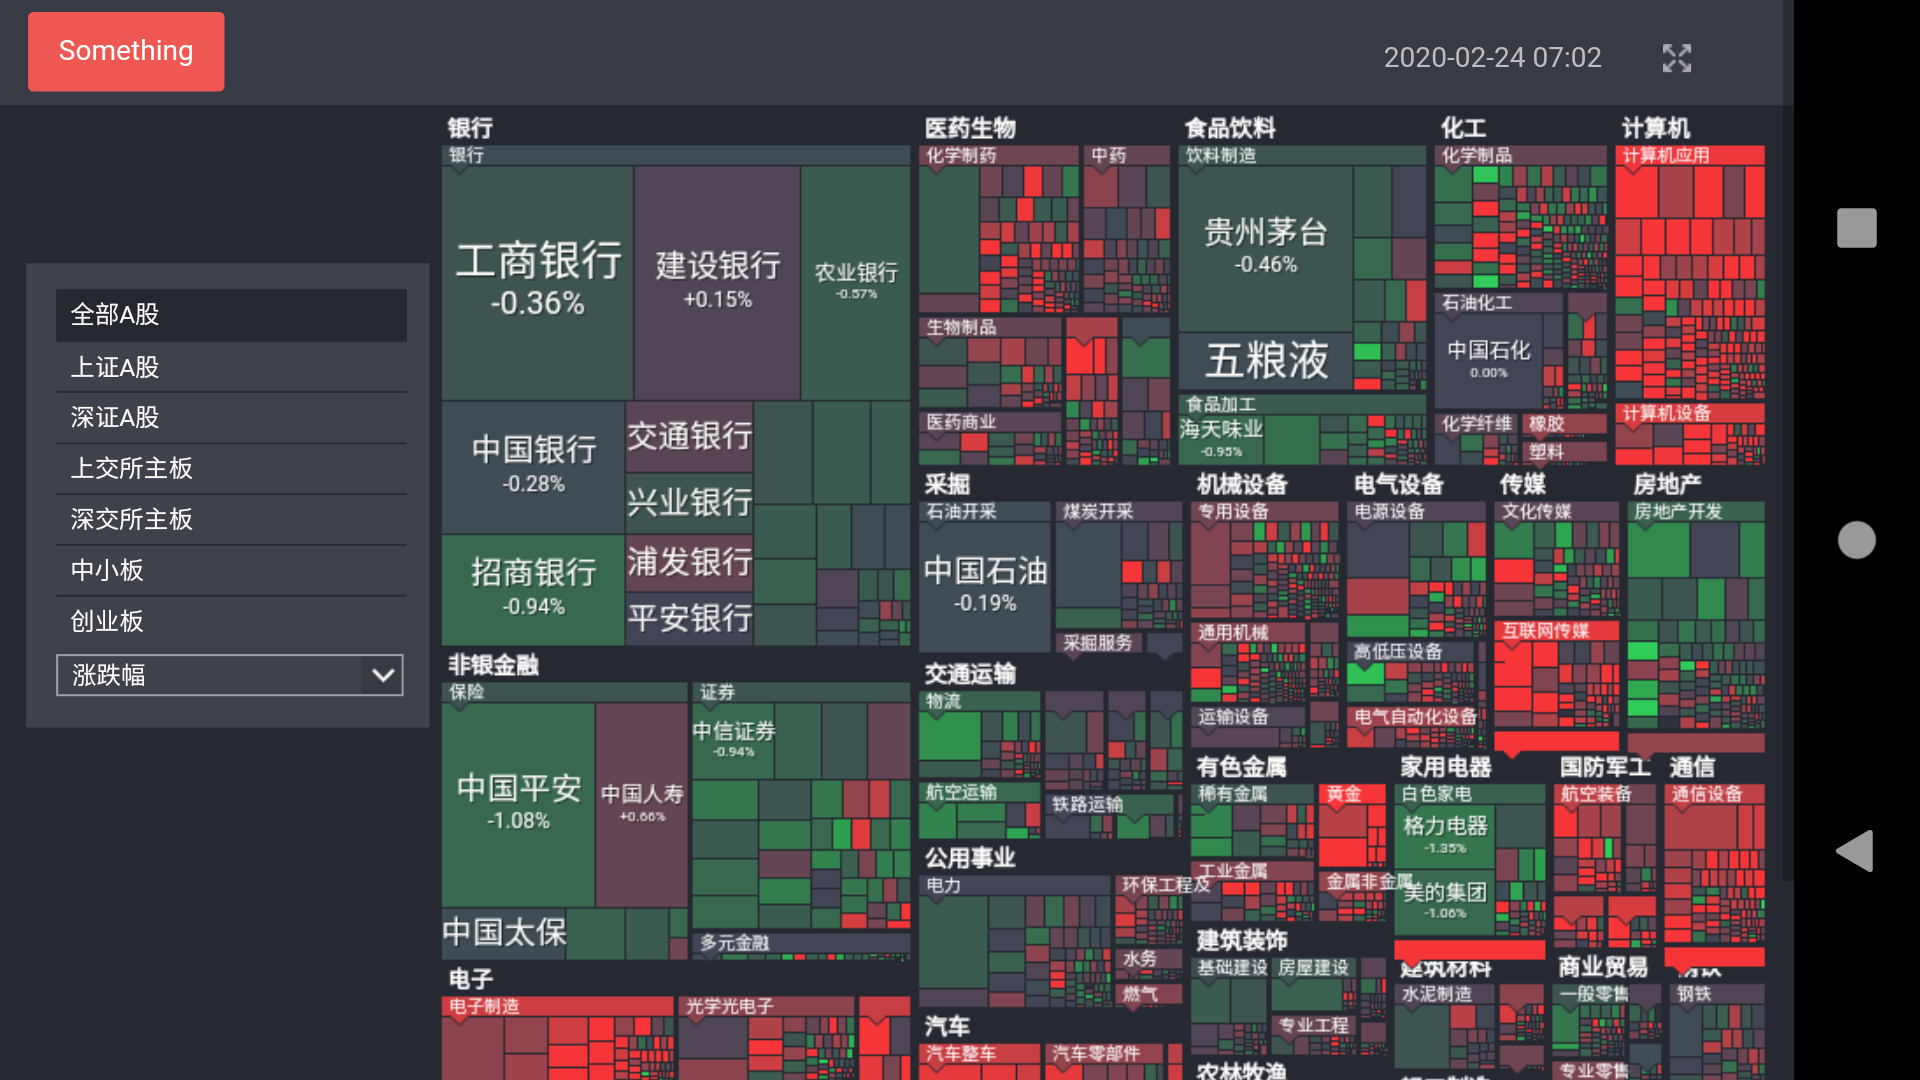 Something
2020-02-24 07:02
全部A股
上证A股
深证A股
上交所主板
深交所主板
中小板
创业板
涨跌幅
银行
银行
工商银行
-0.36%
建设银行
+0.15%
农业银行
-0.57%
中国银行
-0.28%
交通银行
兴业银行
招商银行
-0.94%
浦发银行
平安银行
非银金融
保险
中国平安
-1.08%
中国人寿
+0.66%
中国太保
证券
中信证券
-0.94%
多元金融
电子
电子制造
光学光电子
医药生物
化学制药
中药
生物制品
医药商业
食品饮料
饮料制造
贵州茅台
-0.46%
五粮液
食品加工
海天味业
-0.95%
化工
化学制品
石油化工
中国石化
0.00%
化学纤维
橡胶
塑料
计算机
计算机应用
计算机设备
采掘
石油开采
中国石油
-0.19%
煤炭开采
采掘服务
交通运输
物流
航空运输
铁路运输
公用事业
电力
环保工程及
水务
燃气
汽车
汽车整车
汽车零部件
机械设备
专用设备
通用机械
运输设备
电气设备
电源设备
高低压设备
电气自动化设备
传媒
文化传媒
互联网传媒
房地产
房地产开发
有色金属
稀有金属
黄金
工业金属
金属非金属
家用电器
白色家电
格力电器
-1.35%
美的集团
-1.06%
国防军工
航空装备
通信
通信设备
建筑装饰
基础建设
房屋建设
专业工程
建筑材料
水泥制造
商业贸易
一般零售
专业零售
钢铁
钢铁
农林牧渔